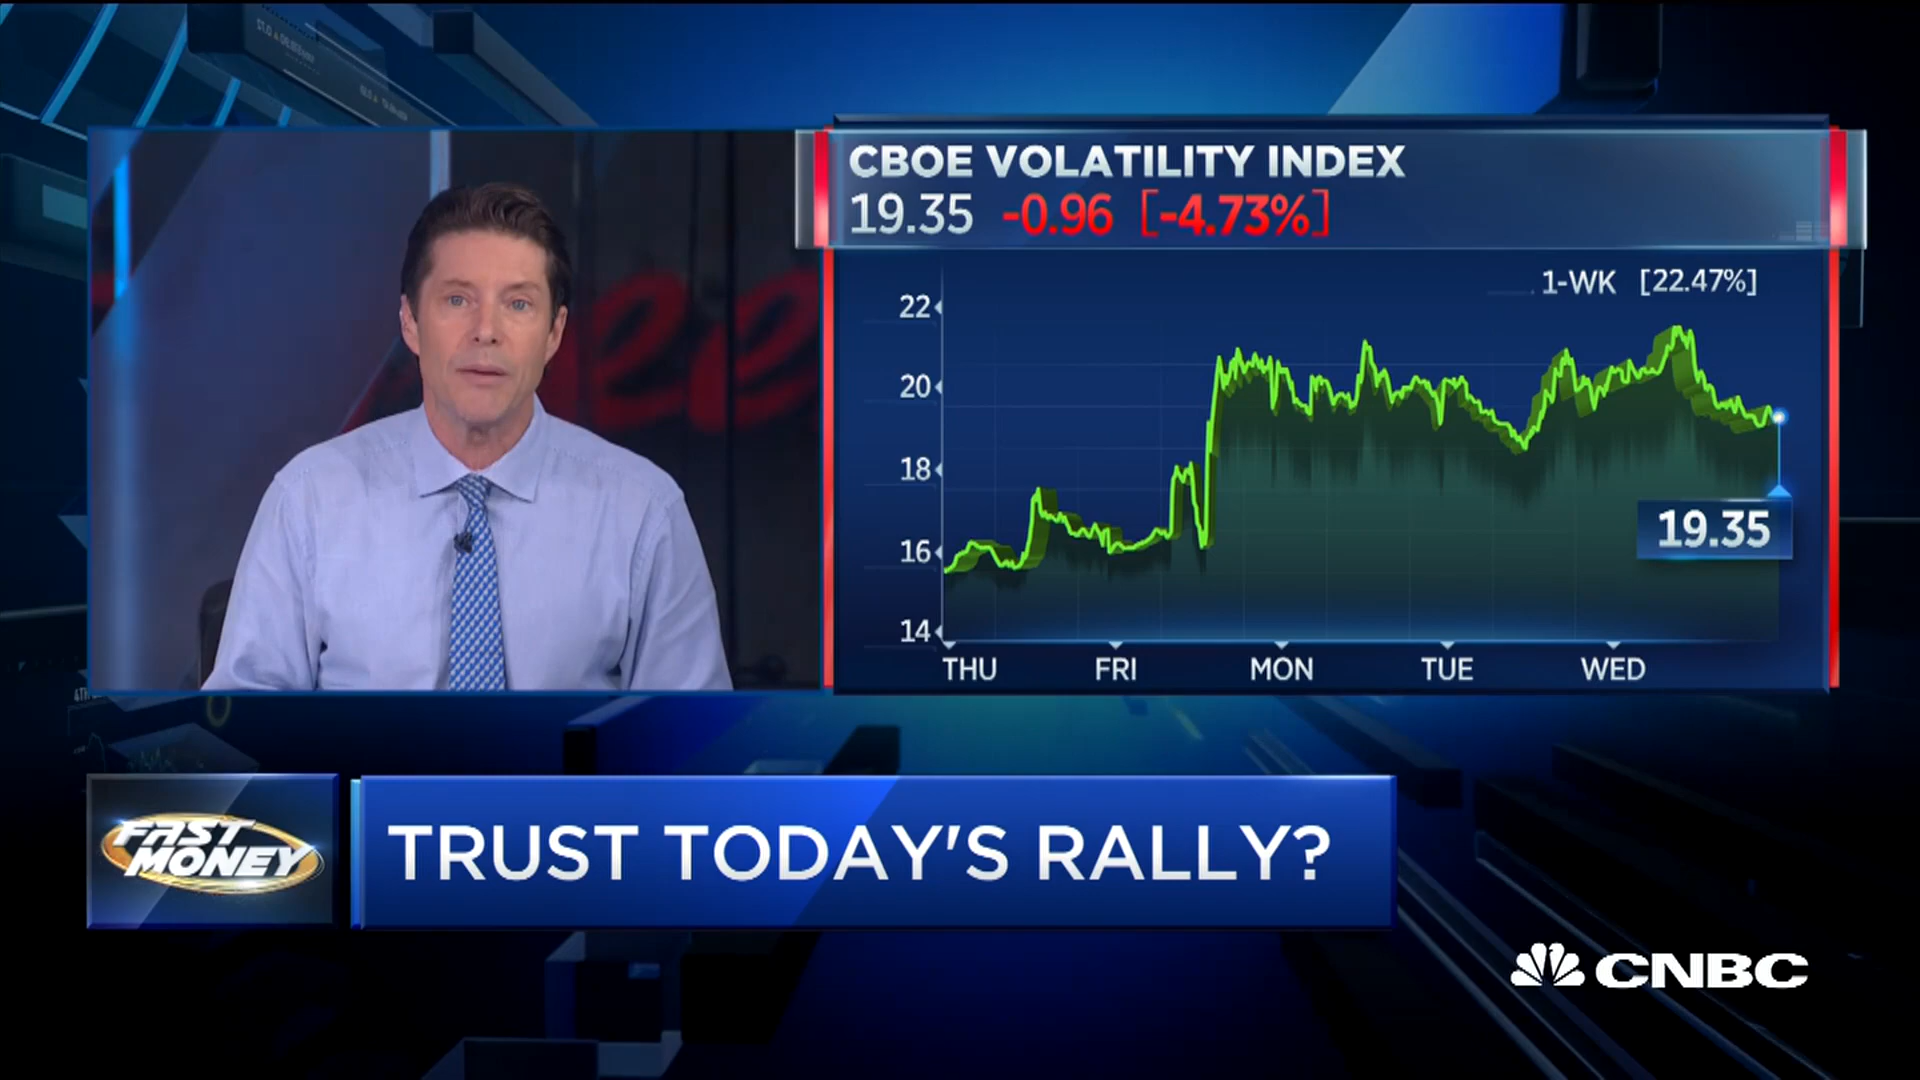 CBOE VOLATILITY INDEX
19.35 -0.96 [-4.73%]
1-WK [22.47%]
22
20
18
16
14
19.35
THU FRI MON TUE WED
FAST
MONEY
TRUST TODAY'S RALLY?
CNBC